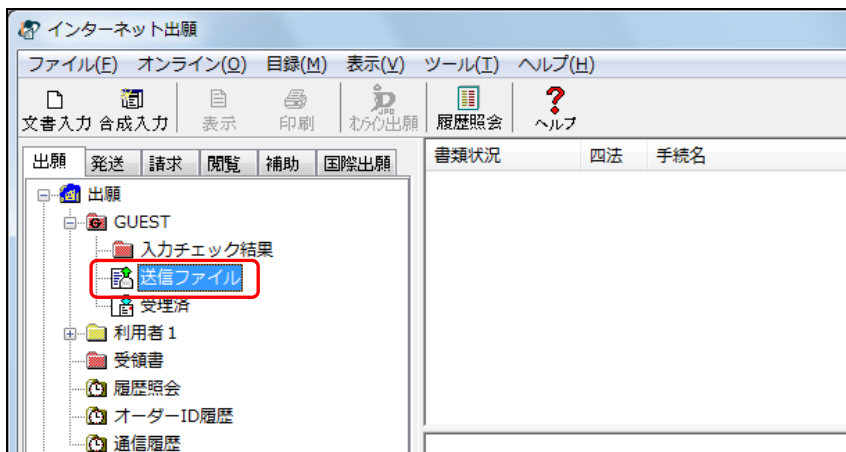 インターネット出願
ファイル(F) オンライン(O) 目録(M) 表示(V) ツール(T) ヘルプ(H)
文書入力 合成入力 表示 印刷 オンライン出願 履歴照会 ヘルプ
出願 発送 請求 閲覧 補助 国際出願
書類状況 四法 手続名
出願
GUEST
入力チェック結果
送信ファイル
受理済
利用者1
受領書
履歴照会
オーダーID履歴
通信履歴